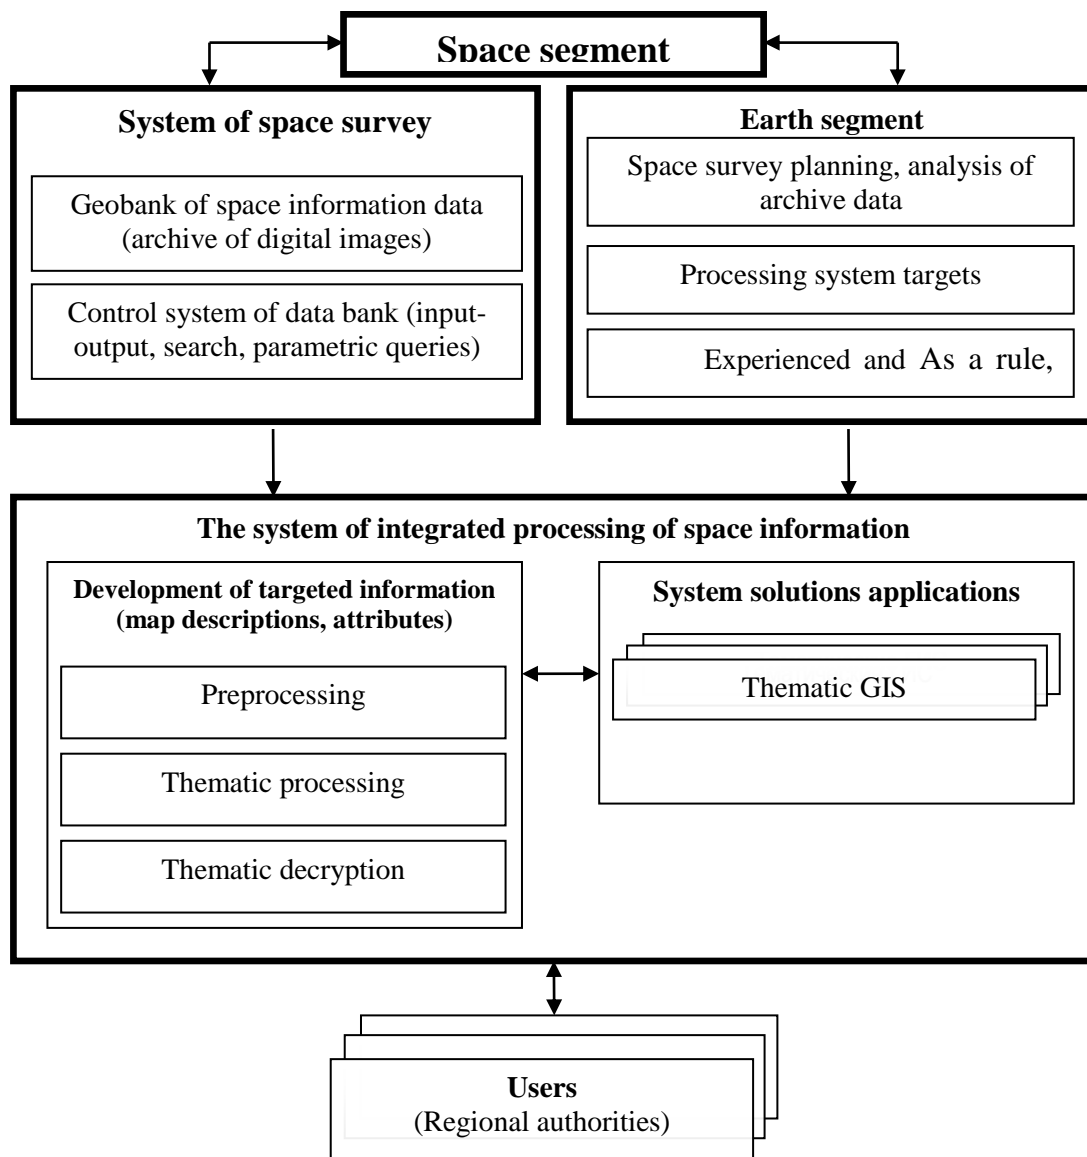 Space segment
System of space survey
Geobank of space information data
(archive of digital images)
Control system of data bank (input-
output, search, parametric queries)
Earth segment
Space survey planning, analysis of
archive data
Processing system targets
Experienced and As a rule,
The system of integrated processing of space information
Development of targeted information
(map descriptions, attributes)
Preprocessing
Thematic processing
Thematic decryption
System solutions applications
Thematic GIS
Users
(Regional authorities)